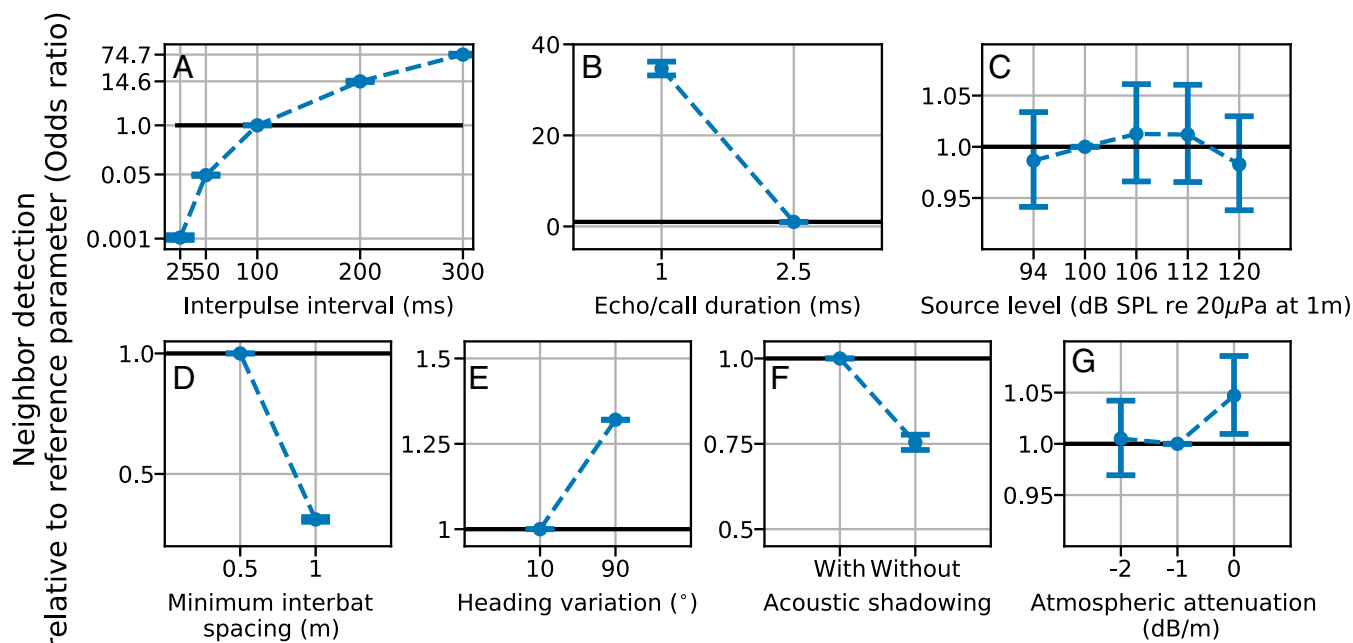 Neighbor detection
relative to reference parameter (Odds ratio)
A
74.7
14.6
1.0
0.05
0.001
25 50 100 200 300
Interpulse interval (ms)
B
40
20
0
1 2.5
Echo/call duration (ms)
C
1.05
1.0
0.95
94 100 106 112 120
Source level (dB SPL re 20μPa at 1m)
D
1.0
0.5
0.5 1
Minimum interbat
spacing (m)
E
1.5
1.25
1
10 90
Heading variation (°)
F
1.0
0.75
0.5
With Without
Acoustic shadowing
G
1.05
1.0
0.95
-2 -1 0
Atmospheric attenuation
(dB/m)